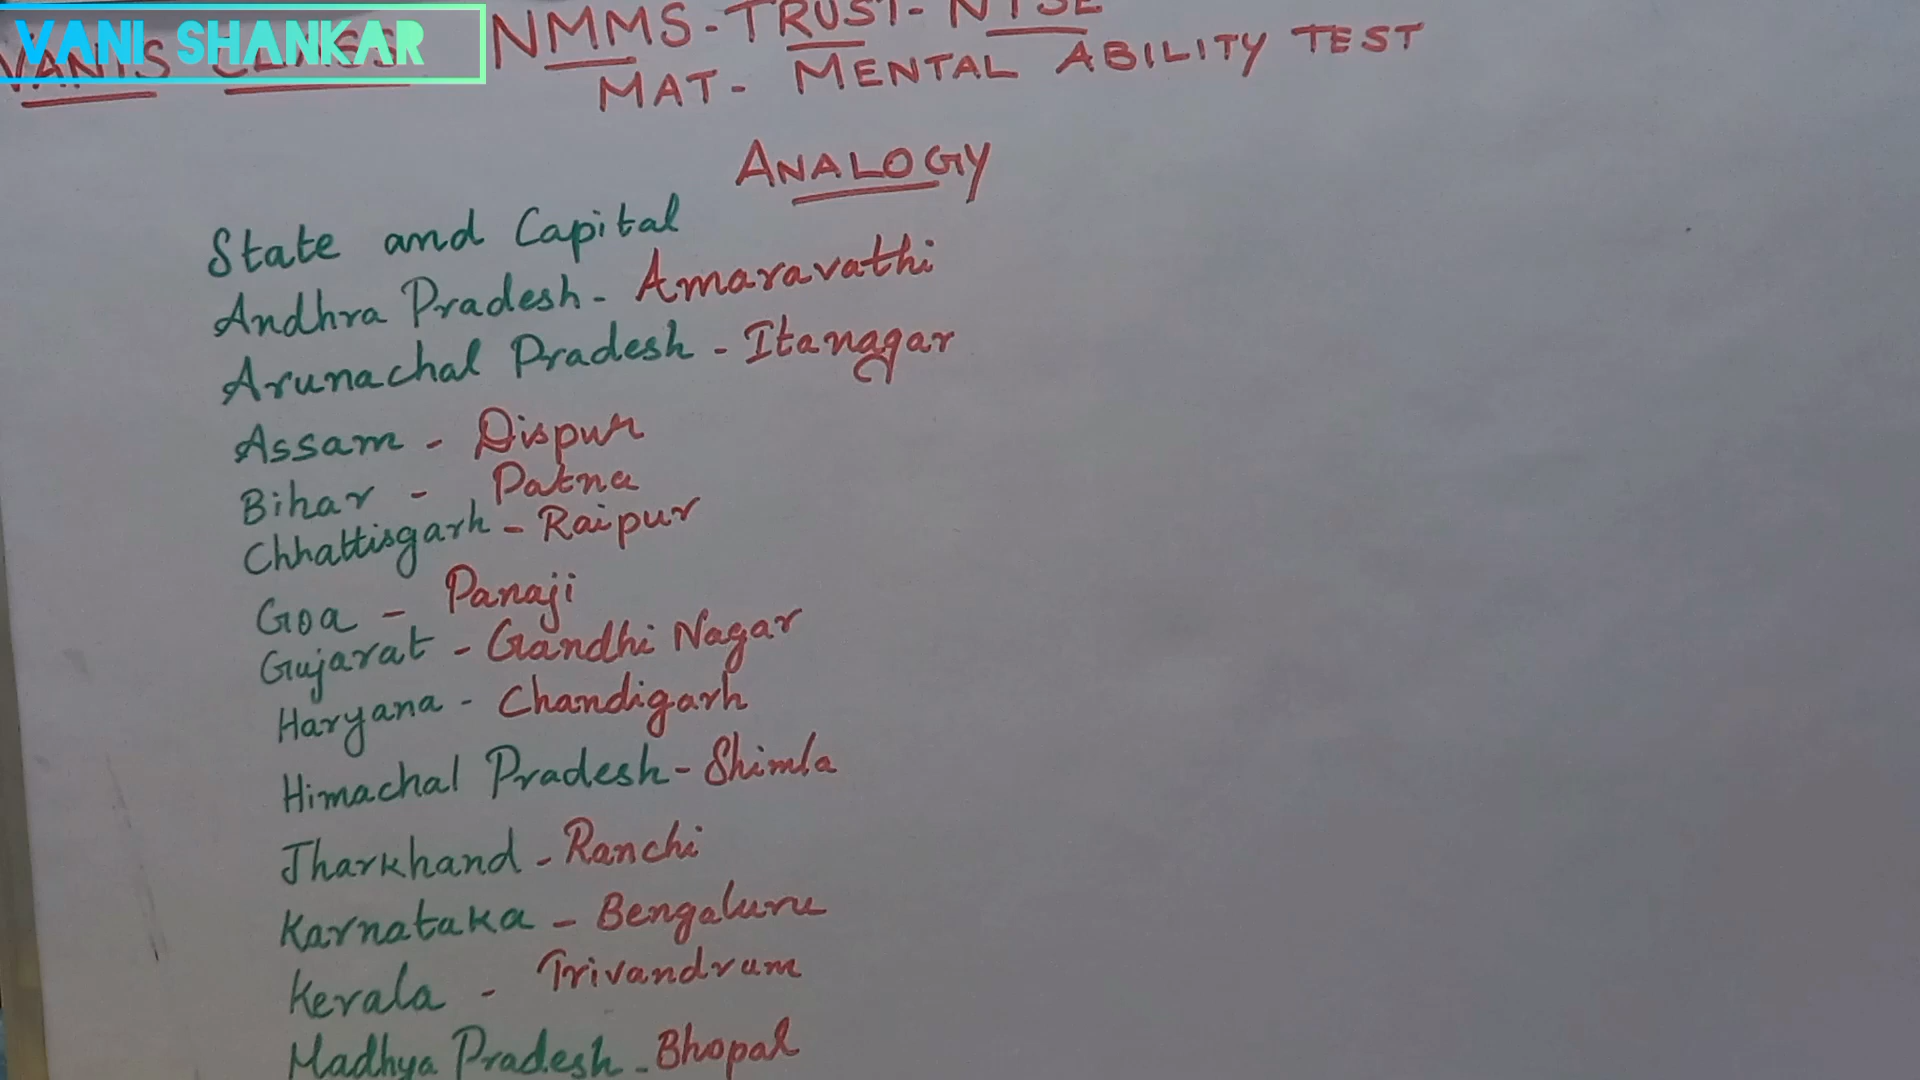 VANI SHANKAR
NMMS-TRUST-NTSE
MAT- MENTAL ABILITY TEST
ANALOGY
State and Capital
Andhra Pradesh- Amaravathi
Arunachal Pradesh - Itanagar
Assam - Dispur
Bihar - Patna
Chhattisgarh - Raipur
Goa - Panaji
Gujarat - Gandhi Nagar
Haryana - Chandigarh
Himachal Pradesh- Shimla
Jharkhand - Ranchi
Karnataka - Bengaluru
Kerala - Trivandrum
Madhya Pradesh - Bhopal